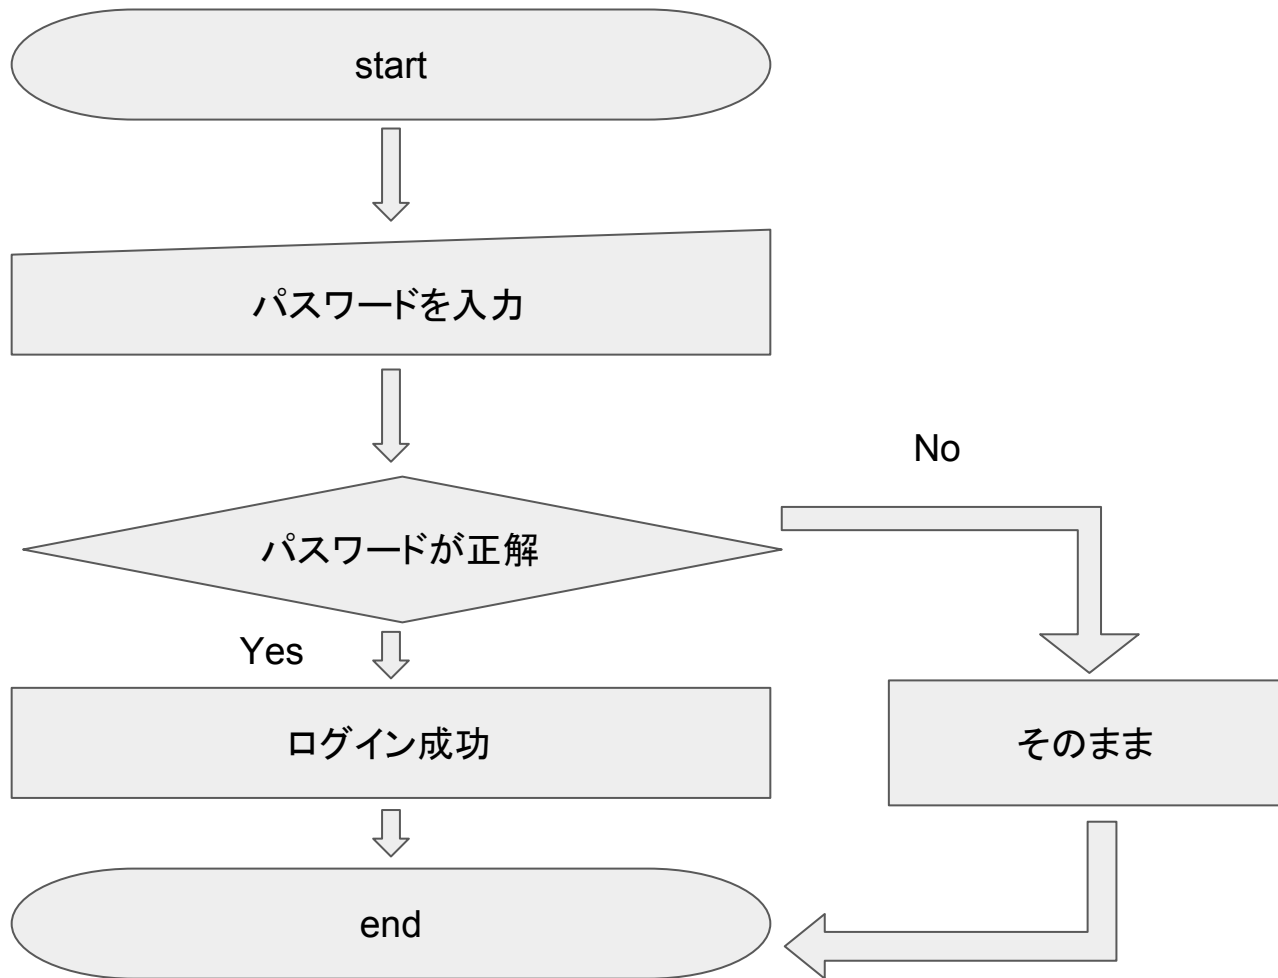 start
パスワードを入力
No
パスワードが正解
Yes
ログイン成功
そのまま
end